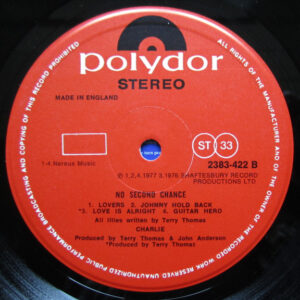 polydor
STEREO
MADE IN ENGLAND
ST 33
2383-422 B
1-4 Nereus Music
℗ 1,2,4.1977 3,1976 SHAFTESBURY RECORD
PRODUCTIONS LTD
NO SECOND CHANCE
1. LOVERS 2. JOHNNY HOLD BACK
*3. LOVE IS ALRIGHT 4. GUITAR HERO
All titles written by Terry Thomas
CHARLIE
Produced by Terry Thomas & John Anderson
*Produced by Terry Thomas
ALL RIGHTS OF THE MANUFACTURER AND OF THE OWNER OF THE RECORDED WORK RESERVED UNAUTHORIZED PUBLIC PERFORMANCE BROADCASTING AND COPYING OF THIS RECORD PROHIBITED